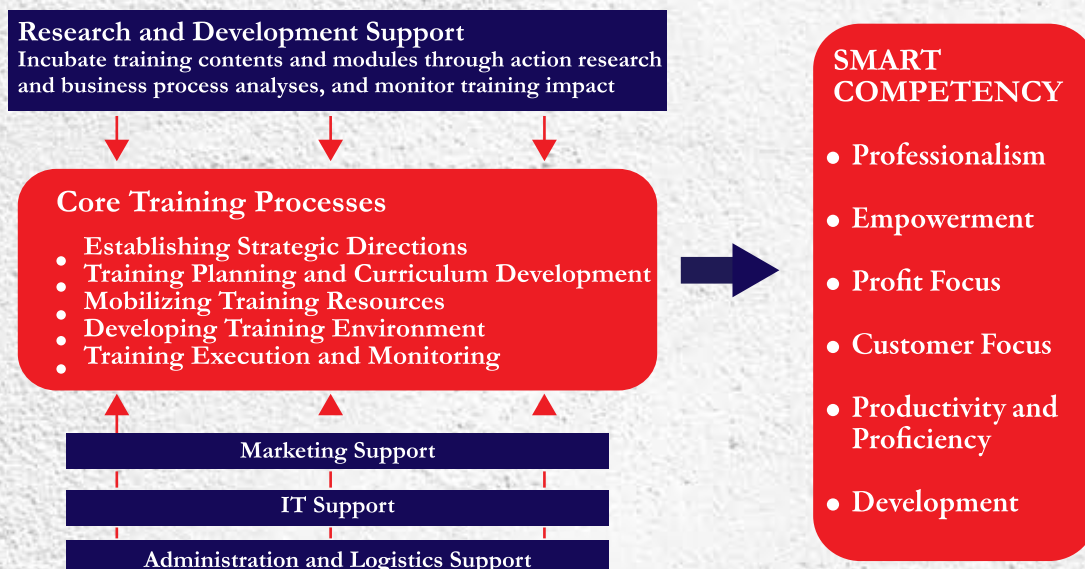 Research and Development Support
Incubate training contents and modules through action research
and business process analyses, and monitor training impact
Core Training Processes
• Establishing Strategic Directions
• Training Planning and Curriculum Development
• Mobilizing Training Resources
• Developing Training Environment
• Training Execution and Monitoring
Marketing Support
IT Support
Administration and Logistics Support
SMART
COMPETENCY
• Professionalism
• Empowerment
• Profit Focus
• Customer Focus
• Productivity and
Proficiency
• Development